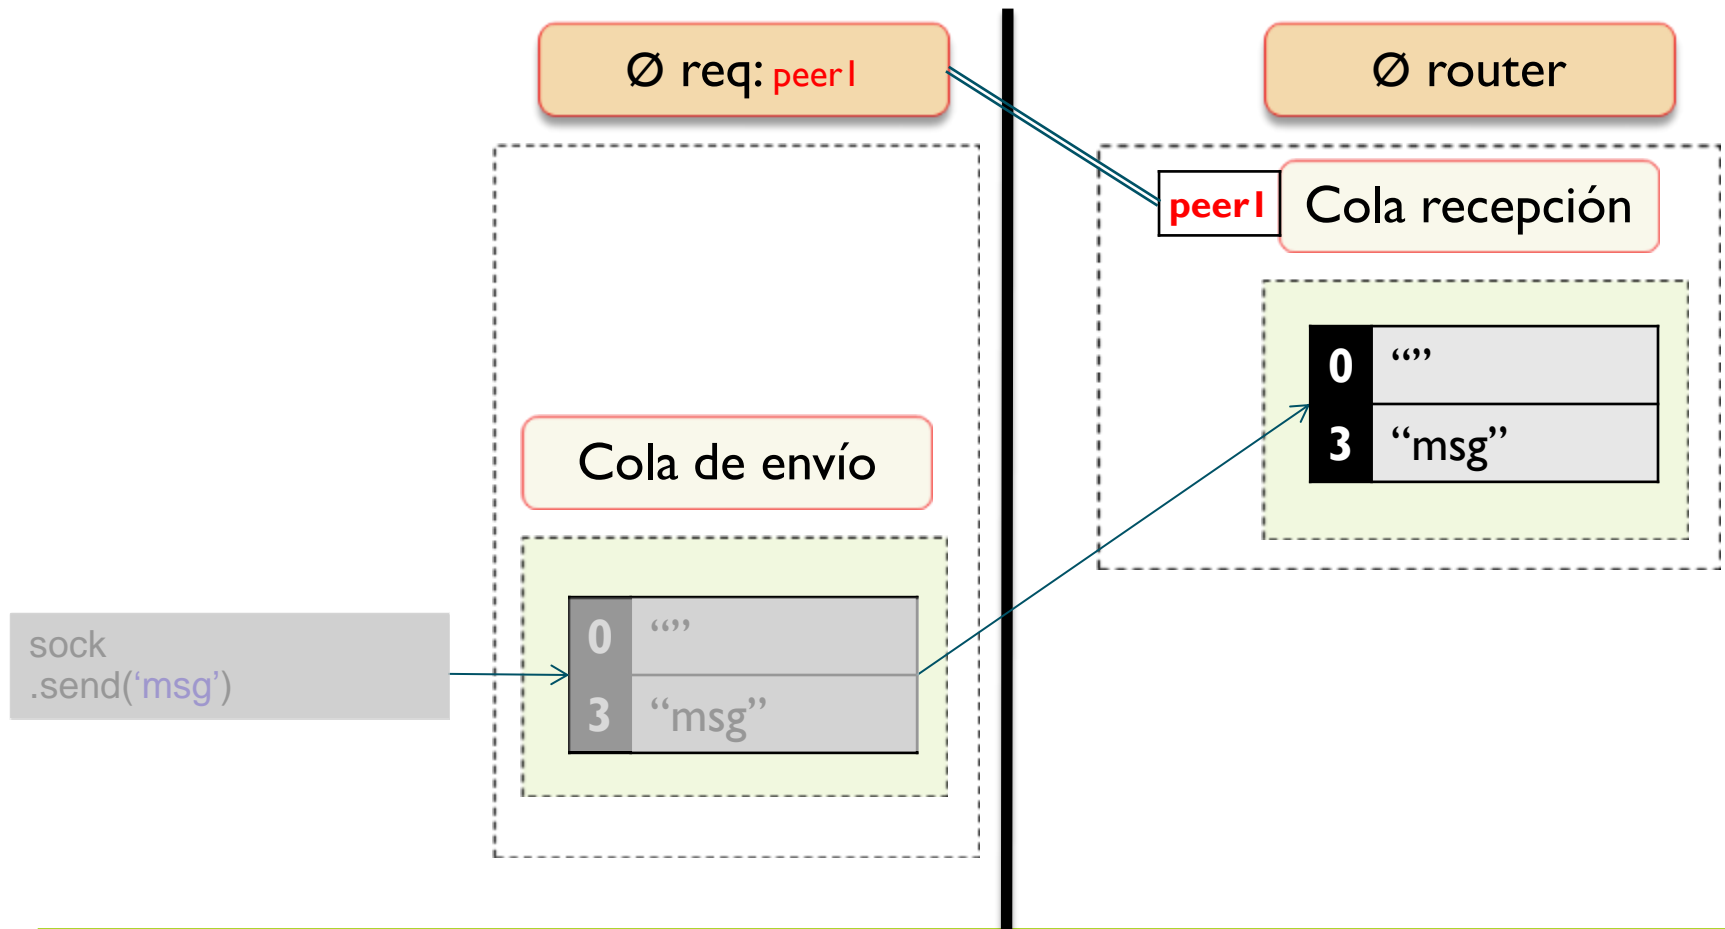 Ø req: peer1
Ø router
peer1
Cola recepción
0 “”
3 “msg”
Cola de envío
0 “”
3 “msg”
sock
.send(‘msg’)